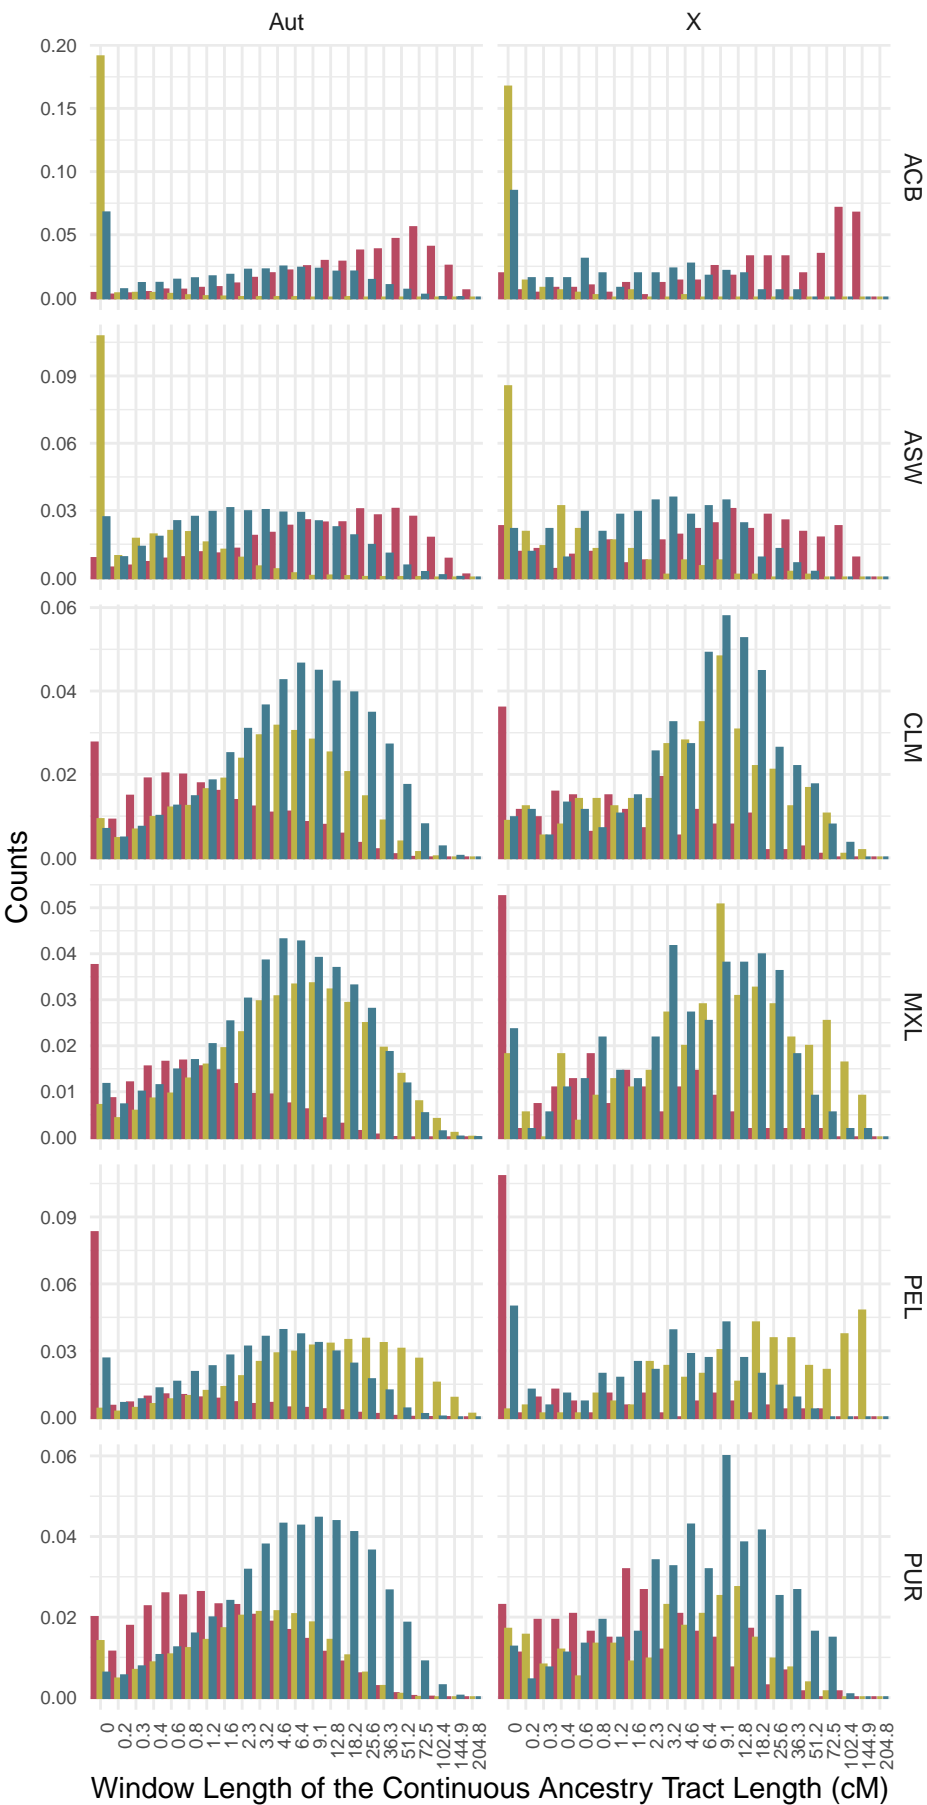 Aut X
0.20
0.15
0.10
0.05
0.00
ACB
0.09
0.06
0.03
0.00
ASW
0.06
0.04
0.02
0.00
CLM
0.05
0.04
0.03
0.02
0.01
0.00
MXL
0.09
0.06
0.03
0.00
PEL
0.06
0.04
0.02
0.00
PUR
Counts
0 0.2 0.3 0.4 0.6 0.8 1.2 1.6 2.3 3.2 4.6 6.4 9.1 12.8 18.2 25.6 36.3 51.2 72.5 102.4 144.9 204.8
0 0.2 0.3 0.4 0.6 0.8 1.2 1.6 2.3 3.2 4.6 6.4 9.1 12.8 18.2 25.6 36.3 51.2 72.5 102.4 144.9 204.8
Window Length of the Continuous Ancestry Tract Length (cM)